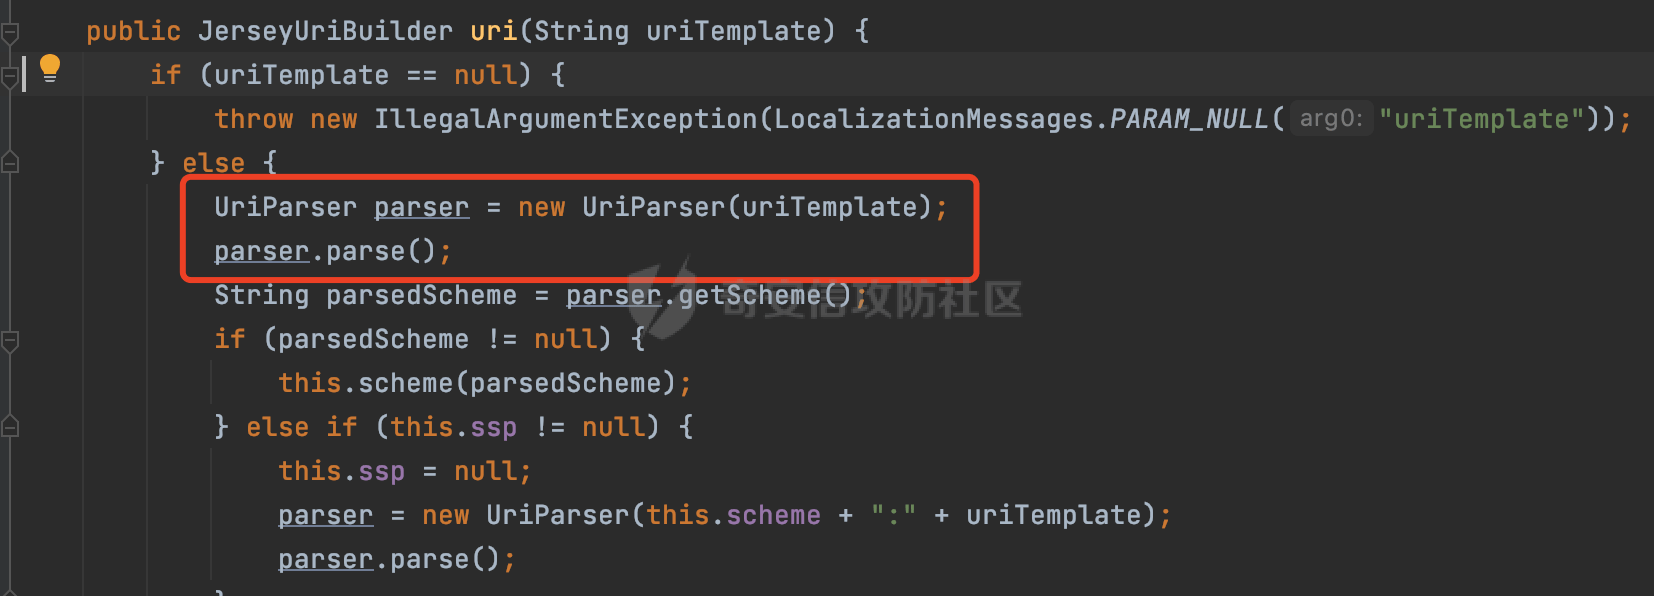 public JerseyUriBuilder uri(String uriTemplate) {
if (uriTemplate == null) {
throw new IllegalArgumentException(LocalizationMessages.PARAM_NULL( arg0: "uriTemplate"));
} else {
UriParser parser = new UriParser(uriTemplate);
parser.parse();
String parsedScheme = parser.getScheme();
奇安信攻防社区
if (parsedScheme != null) {
this.scheme(parsedScheme);
} else if (this.ssp != null) {
this.ssp = null;
parser = new UriParser(this.scheme + ":" + uriTemplate);
parser.parse();
}